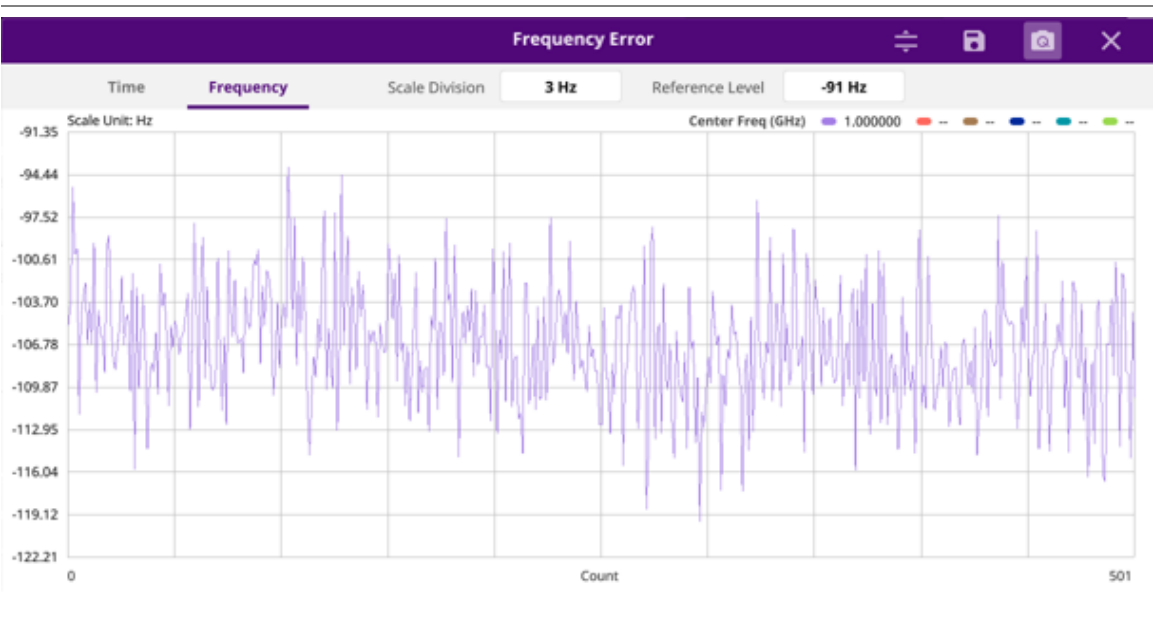 Frequency Error
Time Frequency Scale Division 3 Hz Reference Level -91 Hz
Scale Unit: Hz Center Freq (GHz) 1.000000 -- -- -- -- --
-91.35
-94.44
-97.52
-100.61
-103.70
-106.78
-109.87
-112.95
-116.04
-119.12
-122.21
0 Count 501